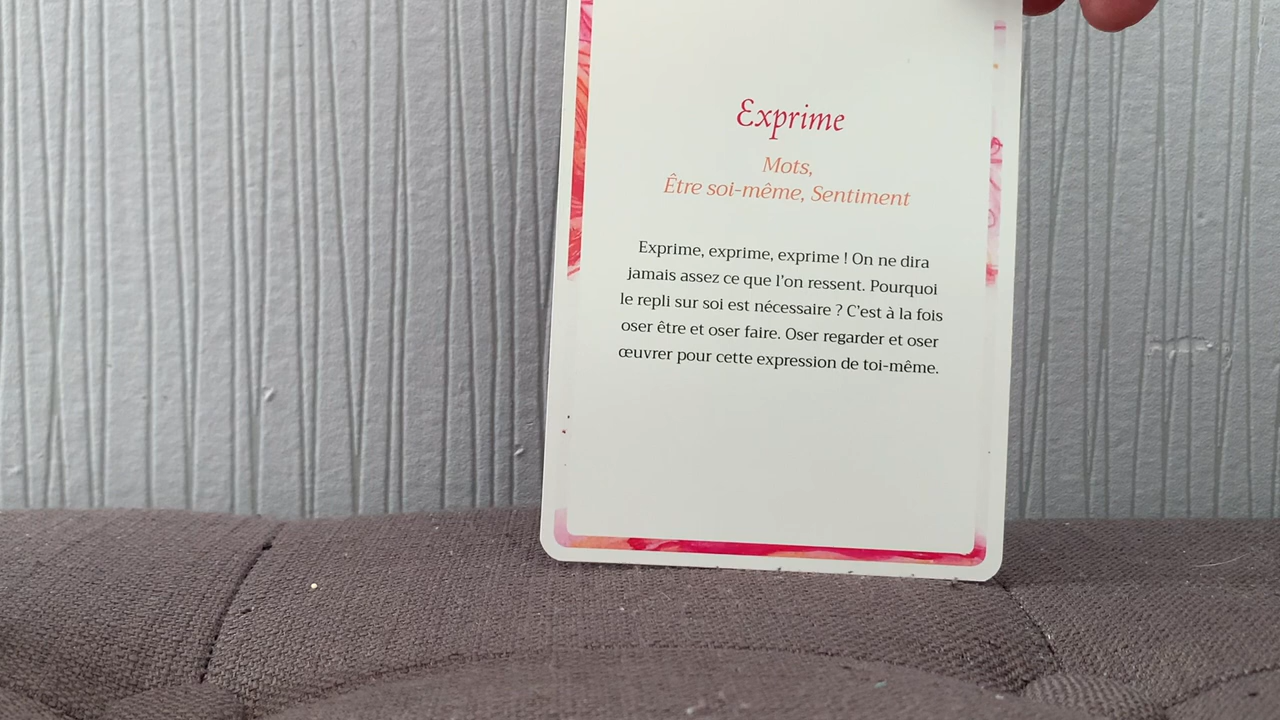 Exprime
Mots,
Être soi-même, Sentiment
Exprime, exprime, exprime ! On ne dira
jamais assez ce que l'on ressent. Pourquoi
le repli sur soi est nécessaire ? C'est à la fois
oser être et oser faire. Oser regarder et oser
œuvrer pour cette expression de toi-même.